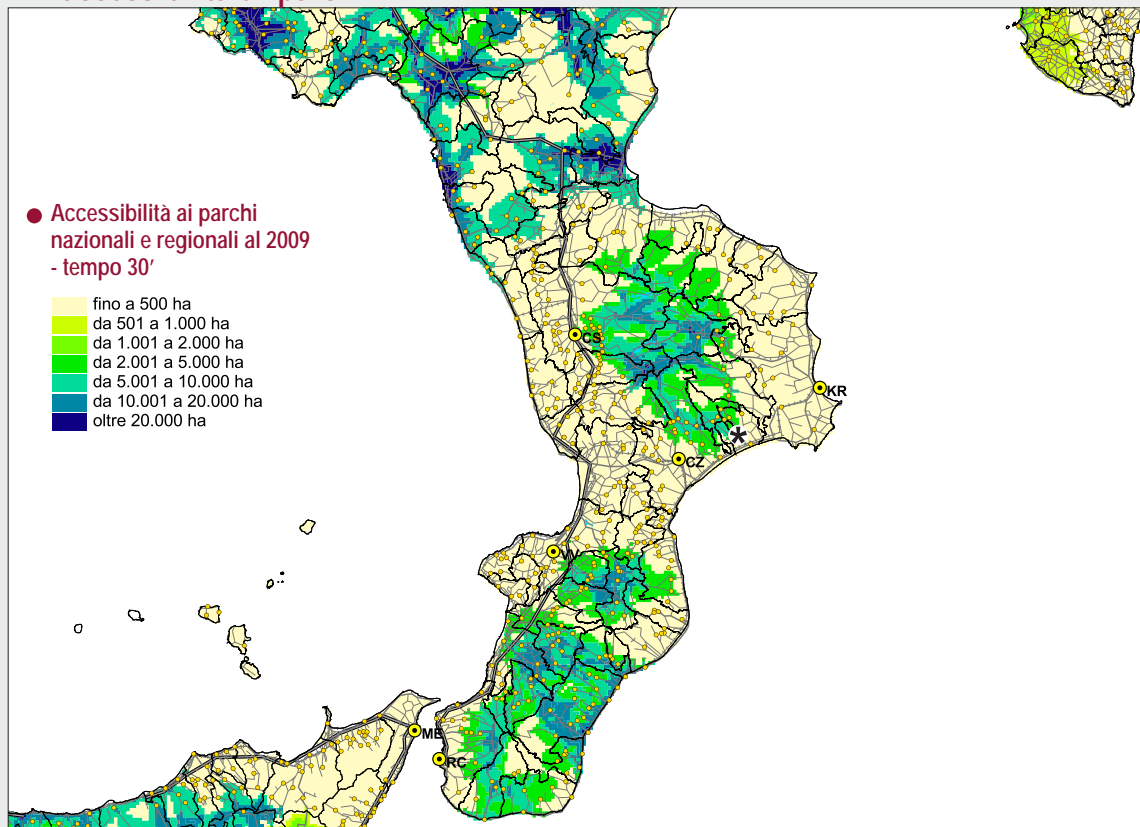 ● Accessibilità ai parchi
nazionali e regionali al 2009
- tempo 30'
fino a 500 ha
da 501 a 1.000 ha
da 1.001 a 2.000 ha
da 2.001 a 5.000 ha
da 5.001 a 10.000 ha
da 10.001 a 20.000 ha
oltre 20.000 ha
CS
KR
*
CZ
VV
ME
RC